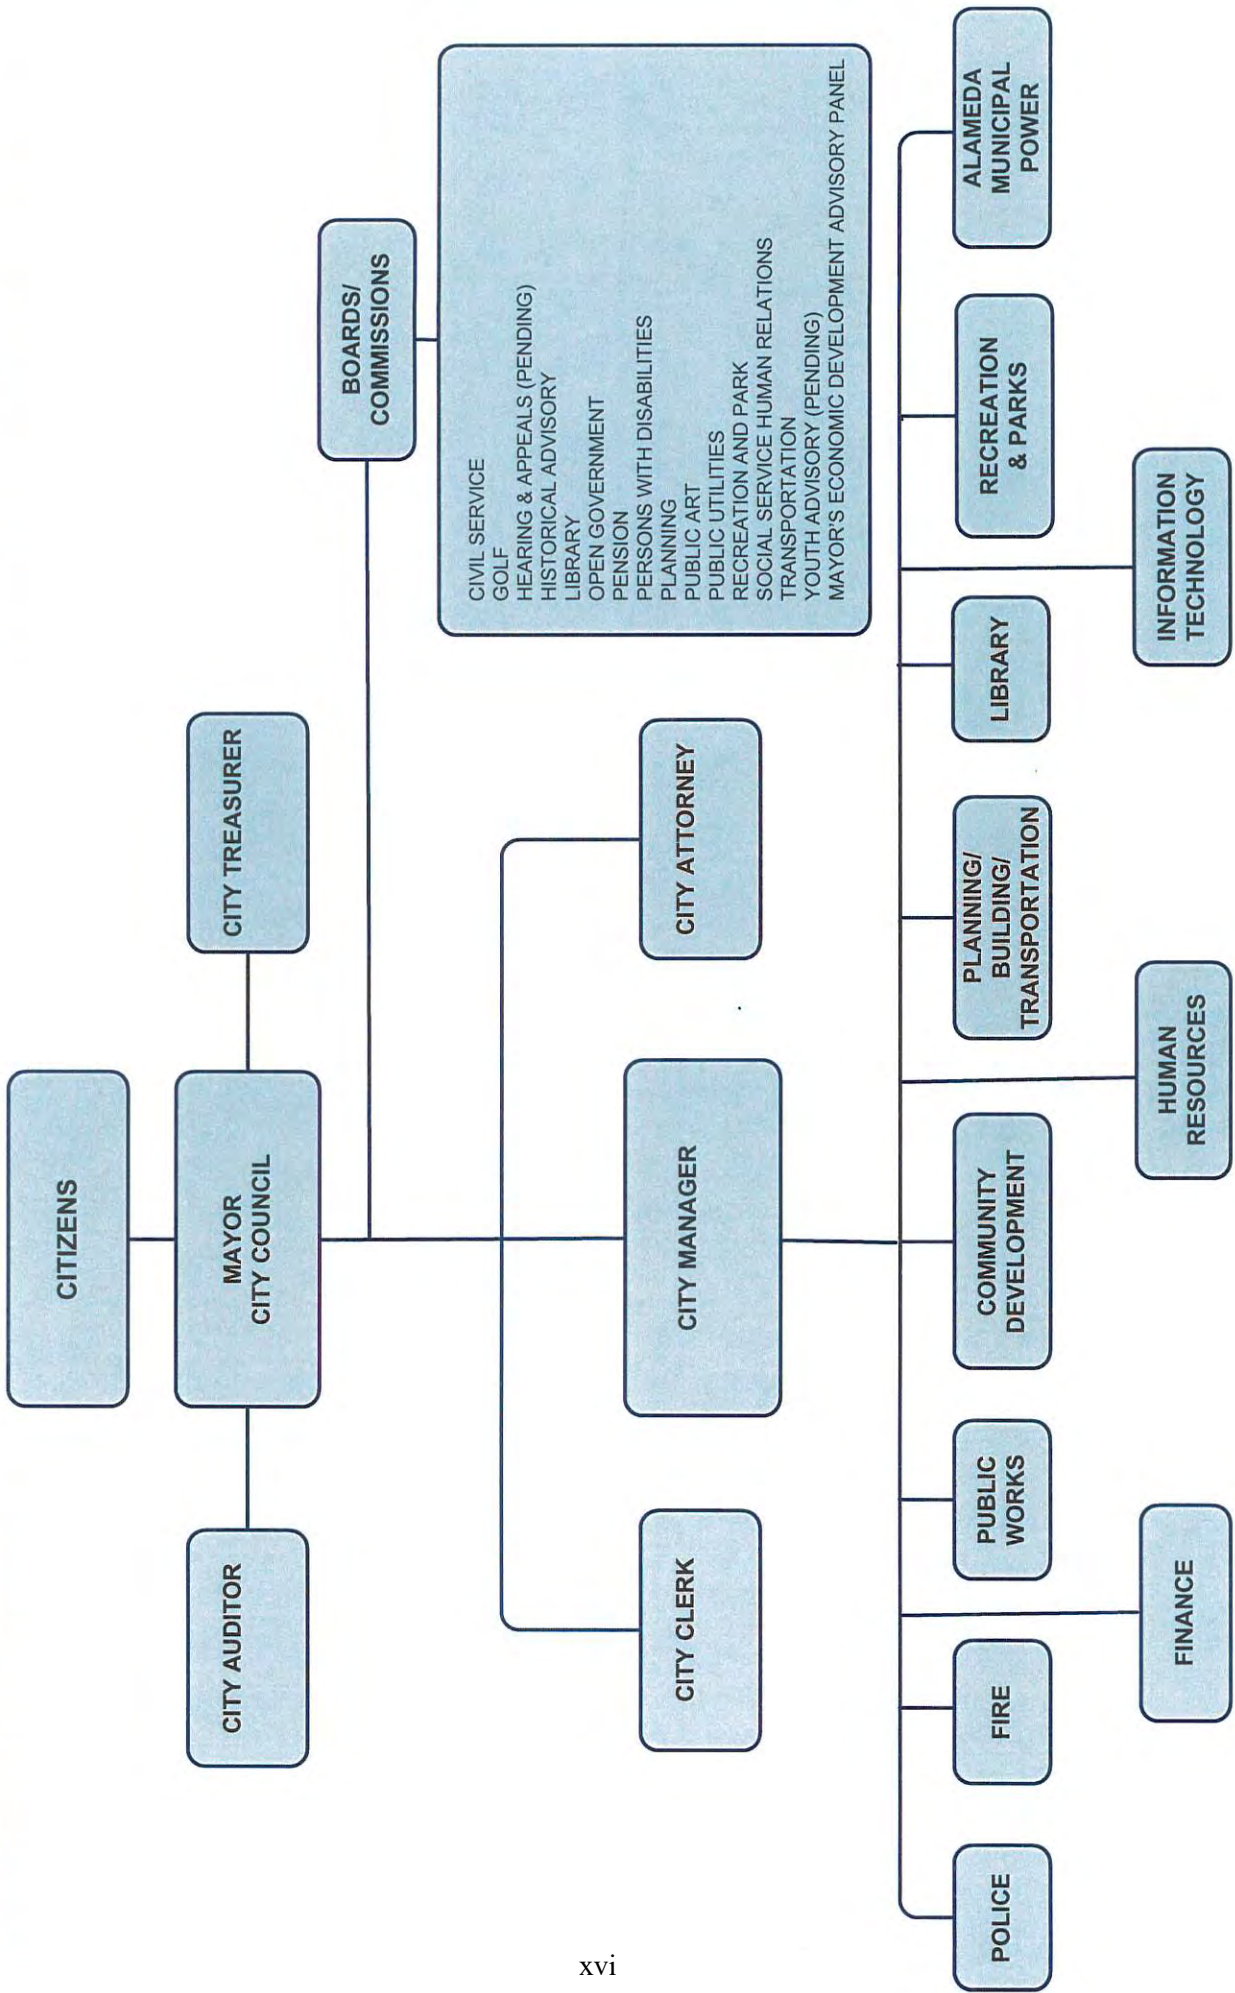 CITIZENS
CITY AUDITOR
MAYOR
CITY COUNCIL
CITY TREASURER
BOARDS/
COMMISSIONS
CIVIL SERVICE
GOLF
HEARING & APPEALS (PENDING)
HISTORICAL ADVISORY
LIBRARY
OPEN GOVERNMENT
PENSION
PERSONS WITH DISABILITIES
PLANNING
PUBLIC ART
PUBLIC UTILITIES
RECREATION AND PARK
SOCIAL SERVICE HUMAN RELATIONS
TRANSPORTATION
YOUTH ADVISORY (PENDING)
MAYOR'S ECONOMIC DEVELOPMENT ADVISORY PANEL
CITY CLERK
CITY MANAGER
CITY ATTORNEY
POLICE
FIRE
PUBLIC
WORKS
COMMUNITY
DEVELOPMENT
PLANNING/
BUILDING/
TRANSPORTATION
LIBRARY
RECREATION
& PARKS
ALAMEDA
MUNICIPAL
POWER
FINANCE
HUMAN
RESOURCES
INFORMATION
TECHNOLOGY
xvi